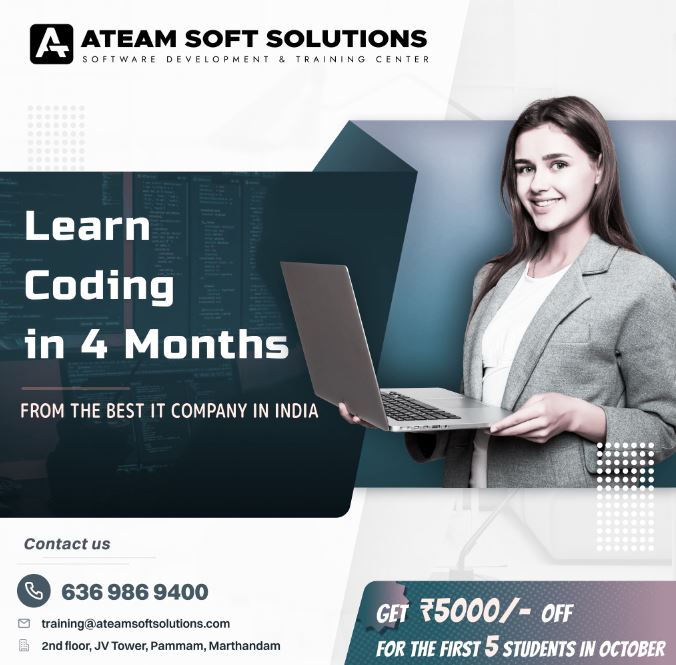 ATEAM SOFT SOLUTIONS
SOFTWARE DEVELOPMENT & TRAINING CENTER
Learn
Coding
in 4 Months
FROM THE BEST IT COMPANY IN INDIA
Contact us
636 986 9400
training@ateamsoftsolutions.com
2nd floor, JV Tower, Pammam, Marthandam
GET ₹5000/- OFF
FOR THE FIRST 5 STUDENTS IN OCTOBER